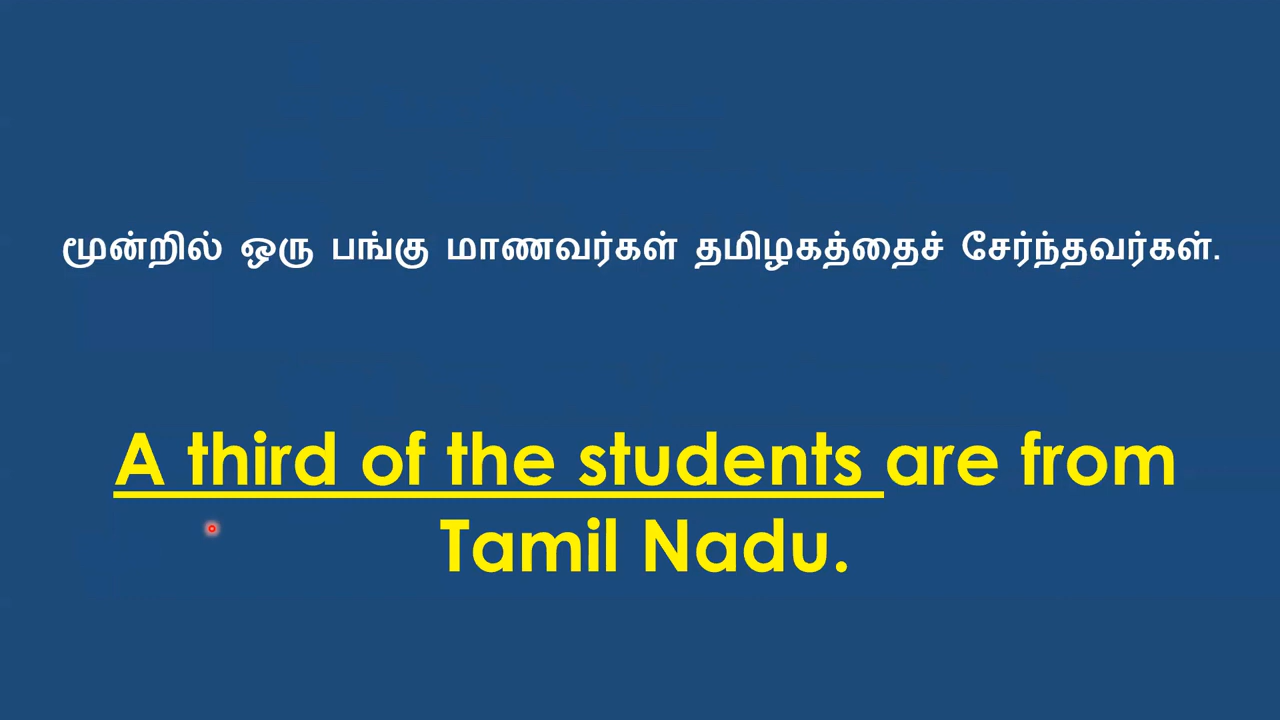 மூன்றில் ஒரு பங்கு மாணவர்கள் தமிழகத்தைச் சேர்ந்தவர்கள்.
A third of the students are from
Tamil Nadu.